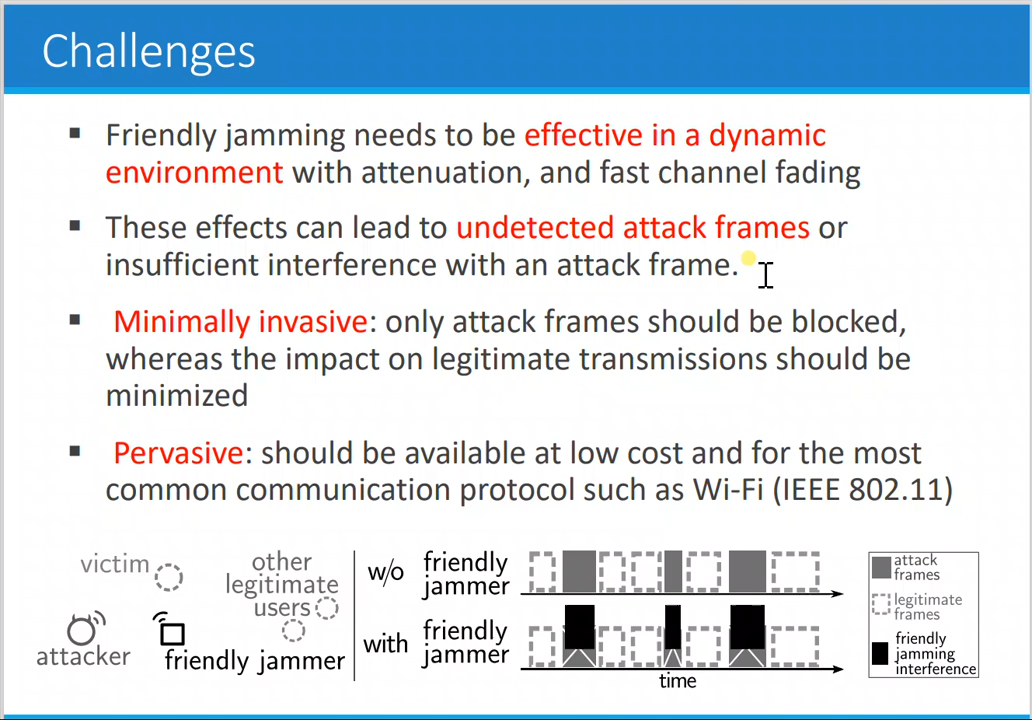 Challenges
▪ Friendly jamming needs to be effective in a dynamic
environment with attenuation, and fast channel fading
▪ These effects can lead to undetected attack frames or
insufficient interference with an attack frame.
▪ Minimally invasive: only attack frames should be blocked,
whereas the impact on legitimate transmissions should be
minimized
▪ Pervasive: should be available at low cost and for the most
common communication protocol such as Wi-Fi (IEEE 802.11)
victim
other
legitimate
users
attacker
friendly jammer
w/o friendly
jammer
with friendly
jammer
time
attack
frames
legitimate
frames
friendly
jamming
interference